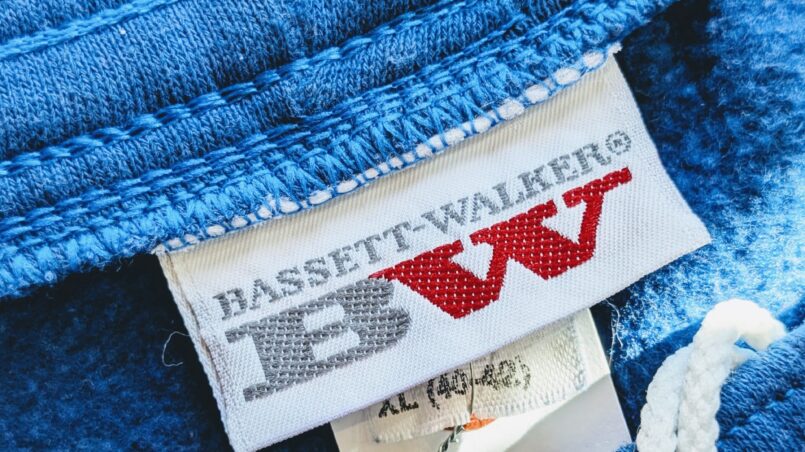 BASSETT-WALKER®
BW
XL (40-42)